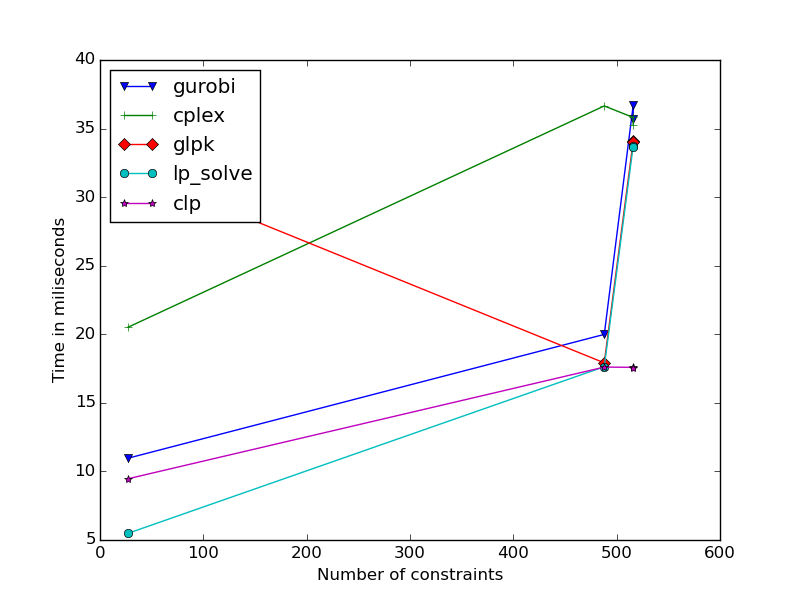 40
35
30
25
20
15
10
5
Time in miliseconds
gurobi
cplex
glpk
lp_solve
clp
0 100 200 300 400 500 600
Number of constraints